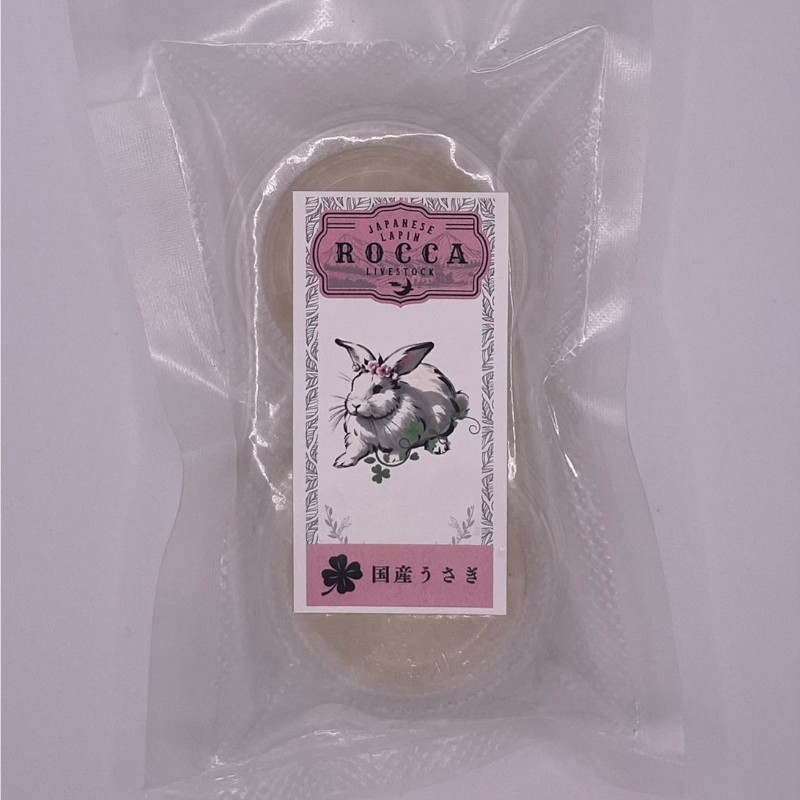 JAPANESE
LAPIN
ROCCA
LIVESTOCK
国産うさぎ